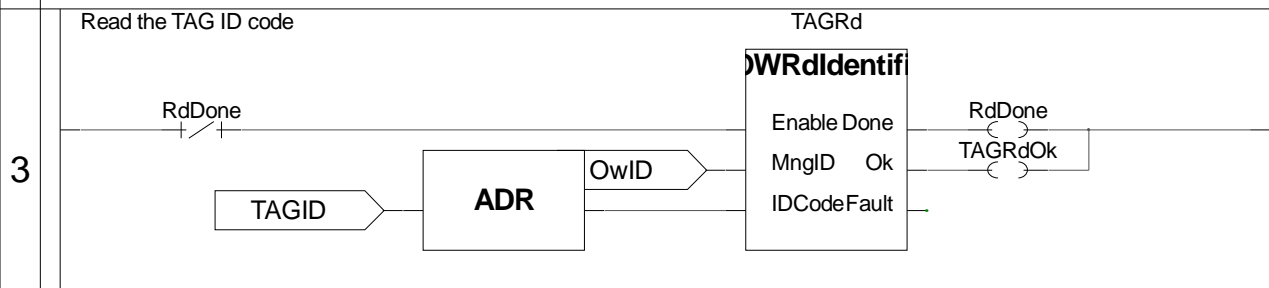 Read the TAG ID code
TAGRd
OWRdIdentifi
RdDone
Enable Done
RdDone
MngID Ok
TAGRdOk
OwID
3
TAGID
ADR
IDCode Fault